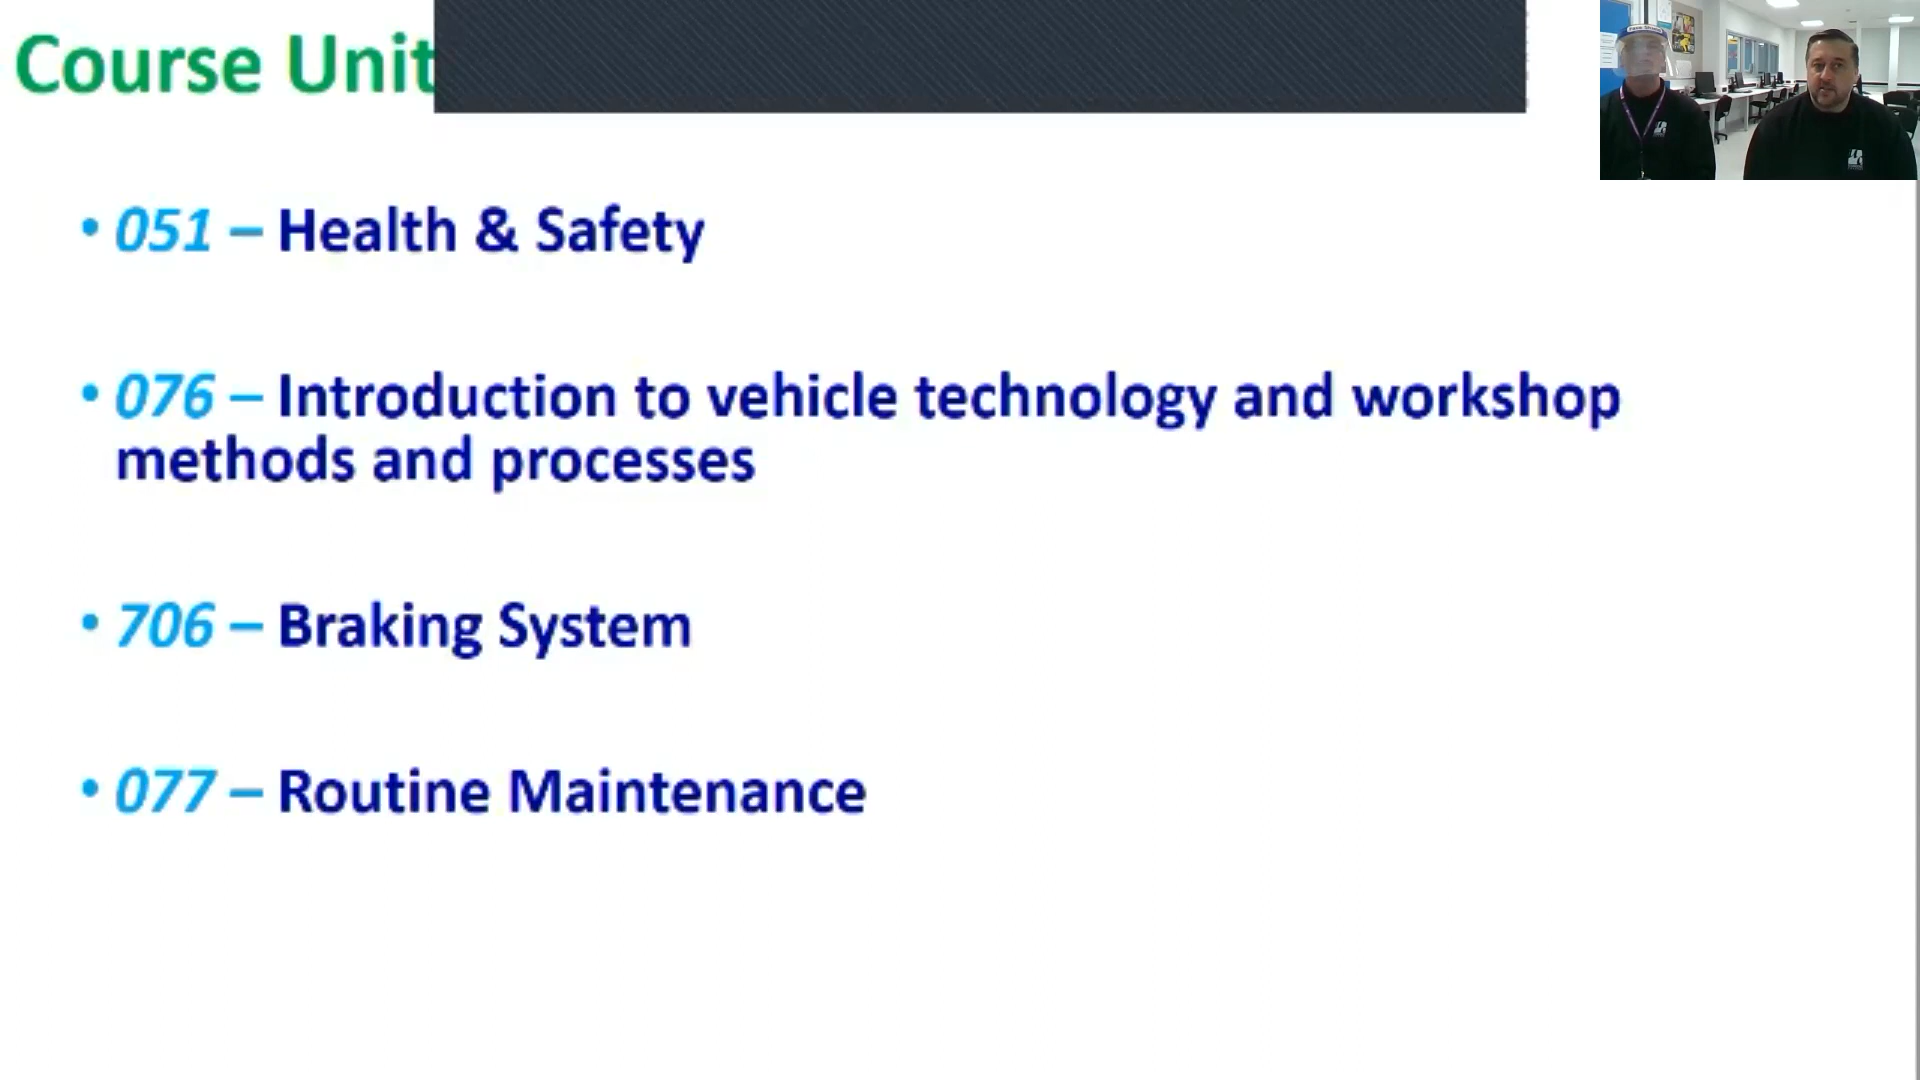 Course Unit
• 051 – Health & Safety
• 076 – Introduction to vehicle technology and workshop
methods and processes
• 706 – Braking System
• 077 – Routine Maintenance